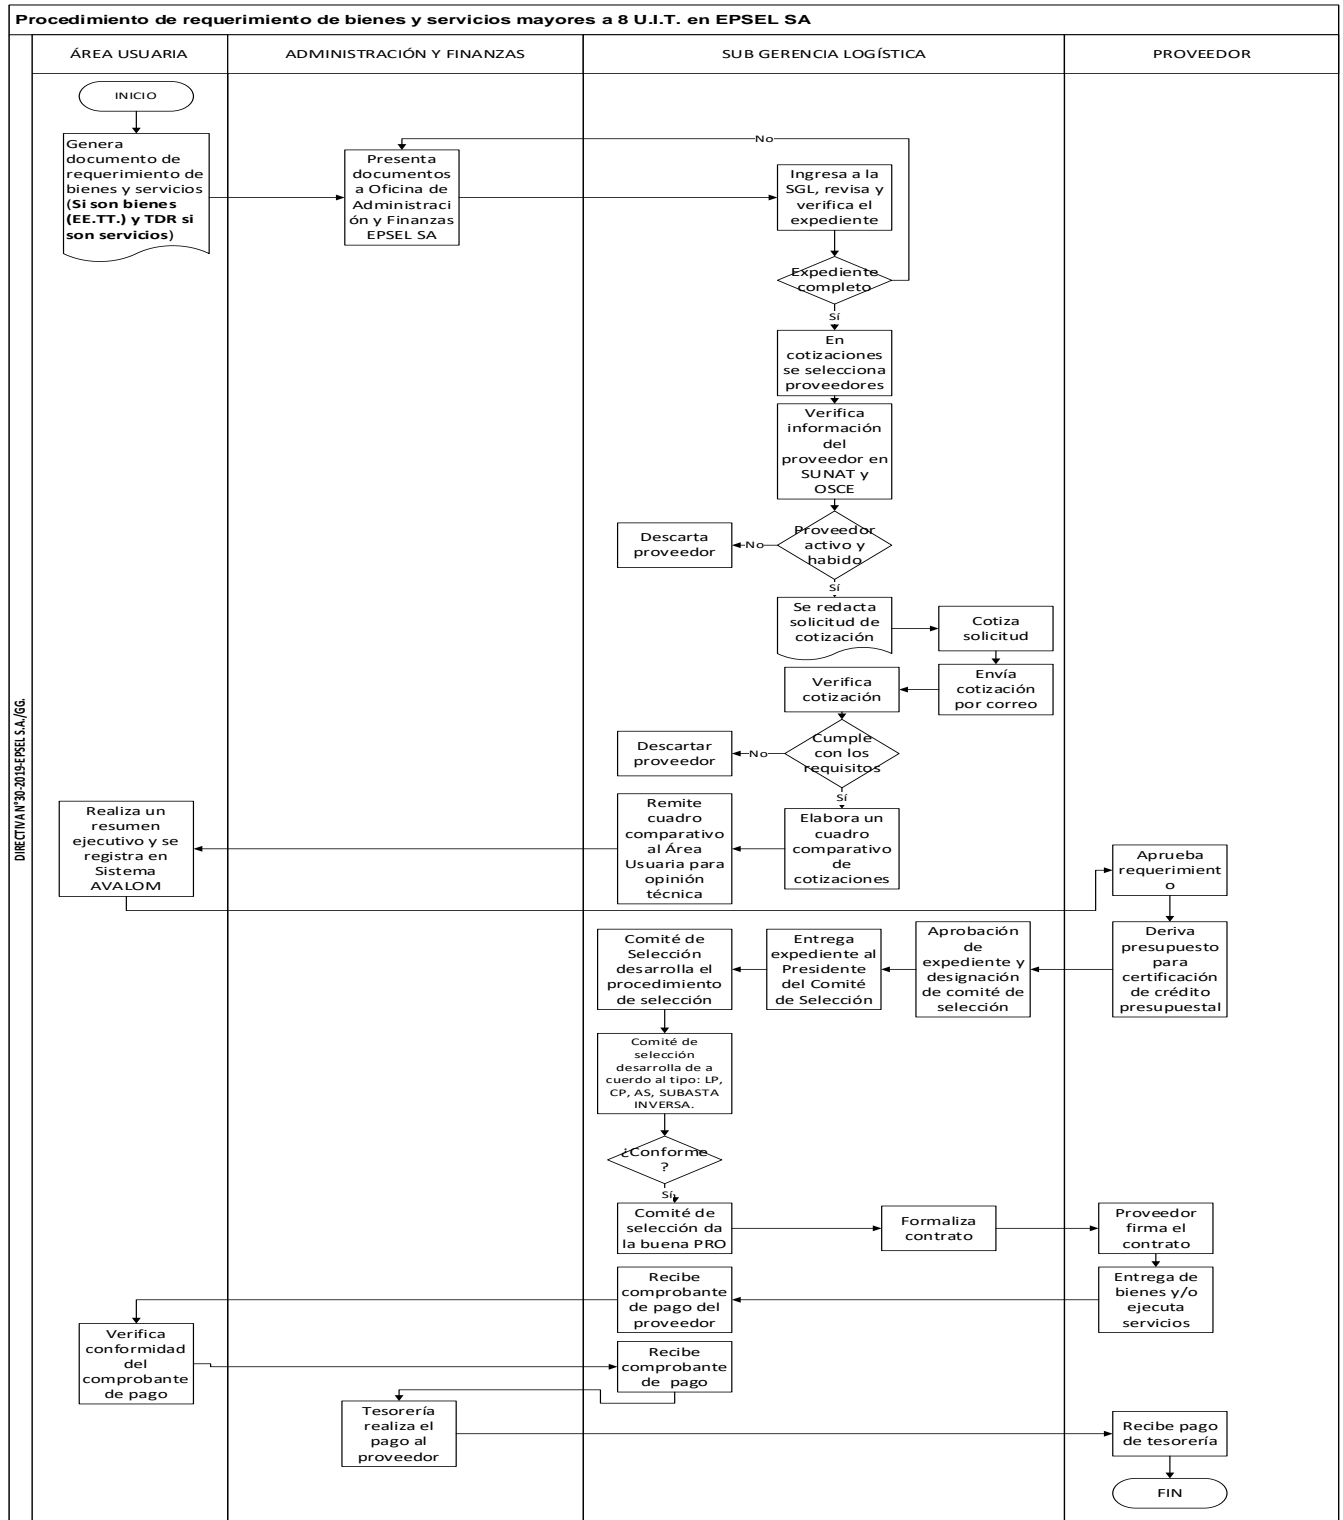 Procedimiento de requerimiento de bienes y servicios mayores a 8 U.I.T. en EPSEL SA
ÁREA USUARIA
ADMINISTRACIÓN Y FINANZAS
SUB GERENCIA LOGÍSTICA
PROVEEDOR
DIRECTIVA N°30-2019-EPSEL S.A./GG.
INICIO
Genera
documento de
requerimiento de
bienes y servicios
(Si son bienes
(EE.TT.) y TDR si
son servicios)
Presenta
documentos
a Oficina de
Administraci
ón y Finanzas
EPSEL SA
No
Ingresa a la
SGL, revisa y
verifica el
expediente
Expediente
completo
Sí
En
cotizaciones
se selecciona
proveedores
Verifica
información
del
proveedor en
SUNAT y
OSCE
Proveedor
activo y
habido
No
Descarta
proveedor
Sí
Se redacta
solicitud de
cotización
Cotiza
solicitud
Envía
cotización
por correo
Verifica
cotización
Cumple
con los
requisitos
No
Descartar
proveedor
Sí
Elabora un
cuadro
comparativo
de
cotizaciones
Remite
cuadro
comparativo
al Área
Usuaria para
opinión
técnica
Realiza un
resumen
ejecutivo y se
registra en
Sistema
AVALOM
Aprueba
requerimient
o
Deriva
presupuesto
para
certificación
de crédito
presupuestal
Aprobación
de
expediente y
designación
de comité de
selección
Entrega
expediente al
Presidente
del Comité
de Selección
Comité de
Selección
desarrolla el
procedimiento
de selección
Comité de
selección
desarrolla de a
cuerdo al tipo: LP,
CP, AS, SUBASTA
INVERSA.
¿Conforme
?
Sí
Comité de
selección da
la buena PRO
Formaliza
contrato
Proveedor
firma el
contrato
Entrega de
bienes y/o
ejecuta
servicios
Recibe
comprobante
de pago del
proveedor
Verifica
conformidad
del
comprobante
de pago
Recibe
comprobante
de pago
Tesorería
realiza el
pago al
proveedor
Recibe pago
de tesorería
FIN